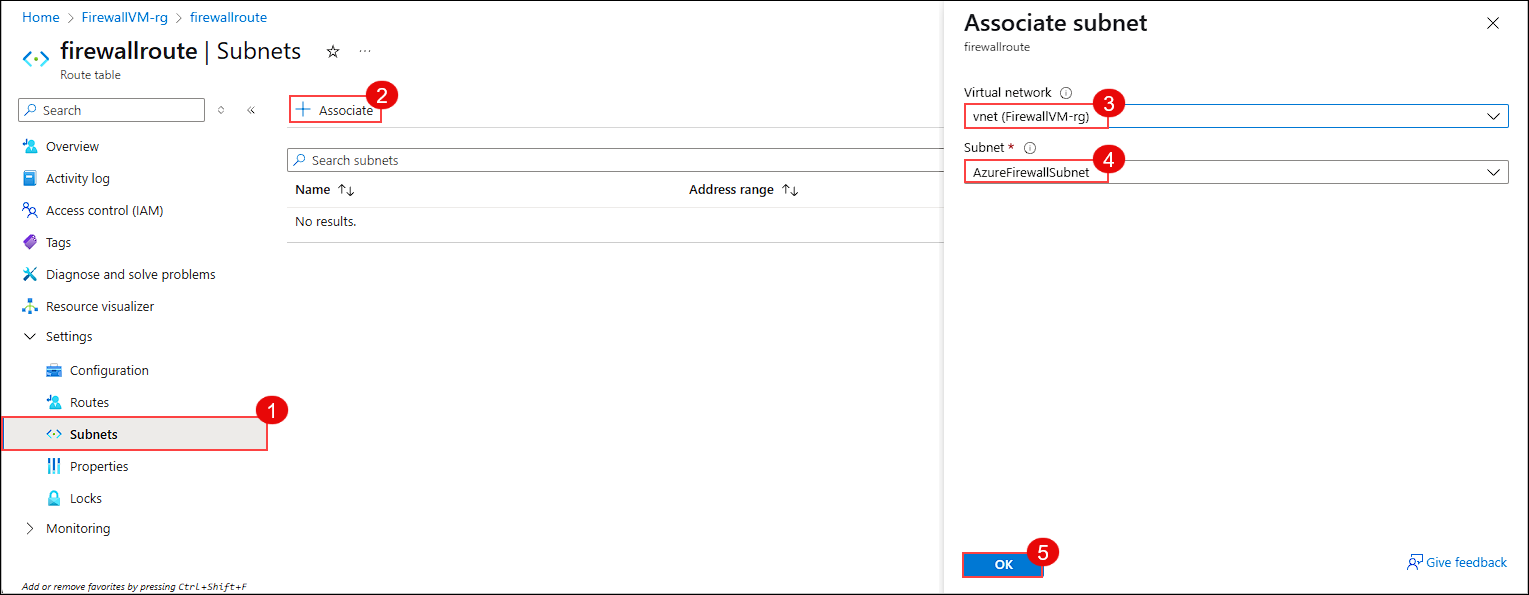 Home > FirewallVM-rg > firewallroute
firewallroute | Subnets
Route table
Search
Overview
Activity log
Access control (IAM)
Tags
Diagnose and solve problems
Resource visualizer
Settings
Configuration
Routes
1
Subnets
Properties
Locks
Monitoring
Add or remove favorites by pressing Ctrl+Shift+F
2
Associate
Search subnets
Name Address range
No results.
Associate subnet
firewallroute
Virtual network
3
vnet (FirewallVM-rg)
Subnet *
4
AzureFirewallSubnet
5
OK
Give feedback